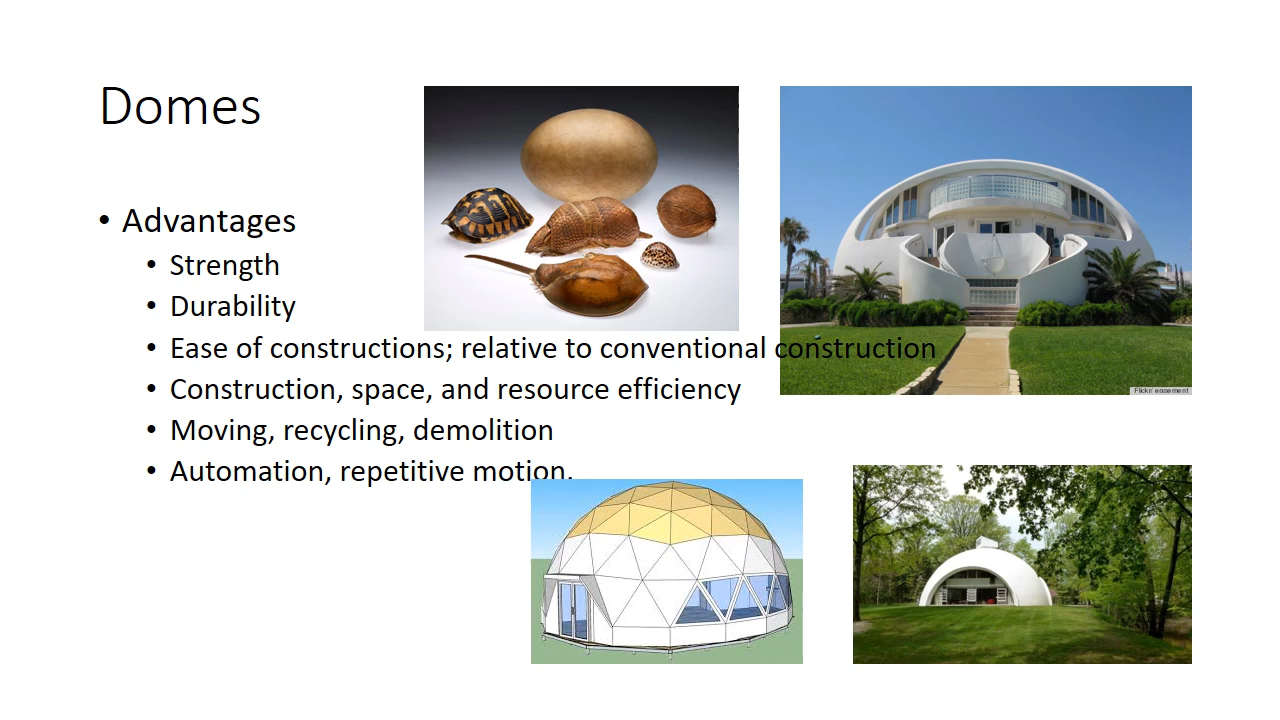 Domes
• Advantages
• Strength
• Durability
• Ease of constructions; relative to conventional construction
• Construction, space, and resource efficiency
• Moving, recycling, demolition
• Automation, repetitive motion.
Flickr: easement